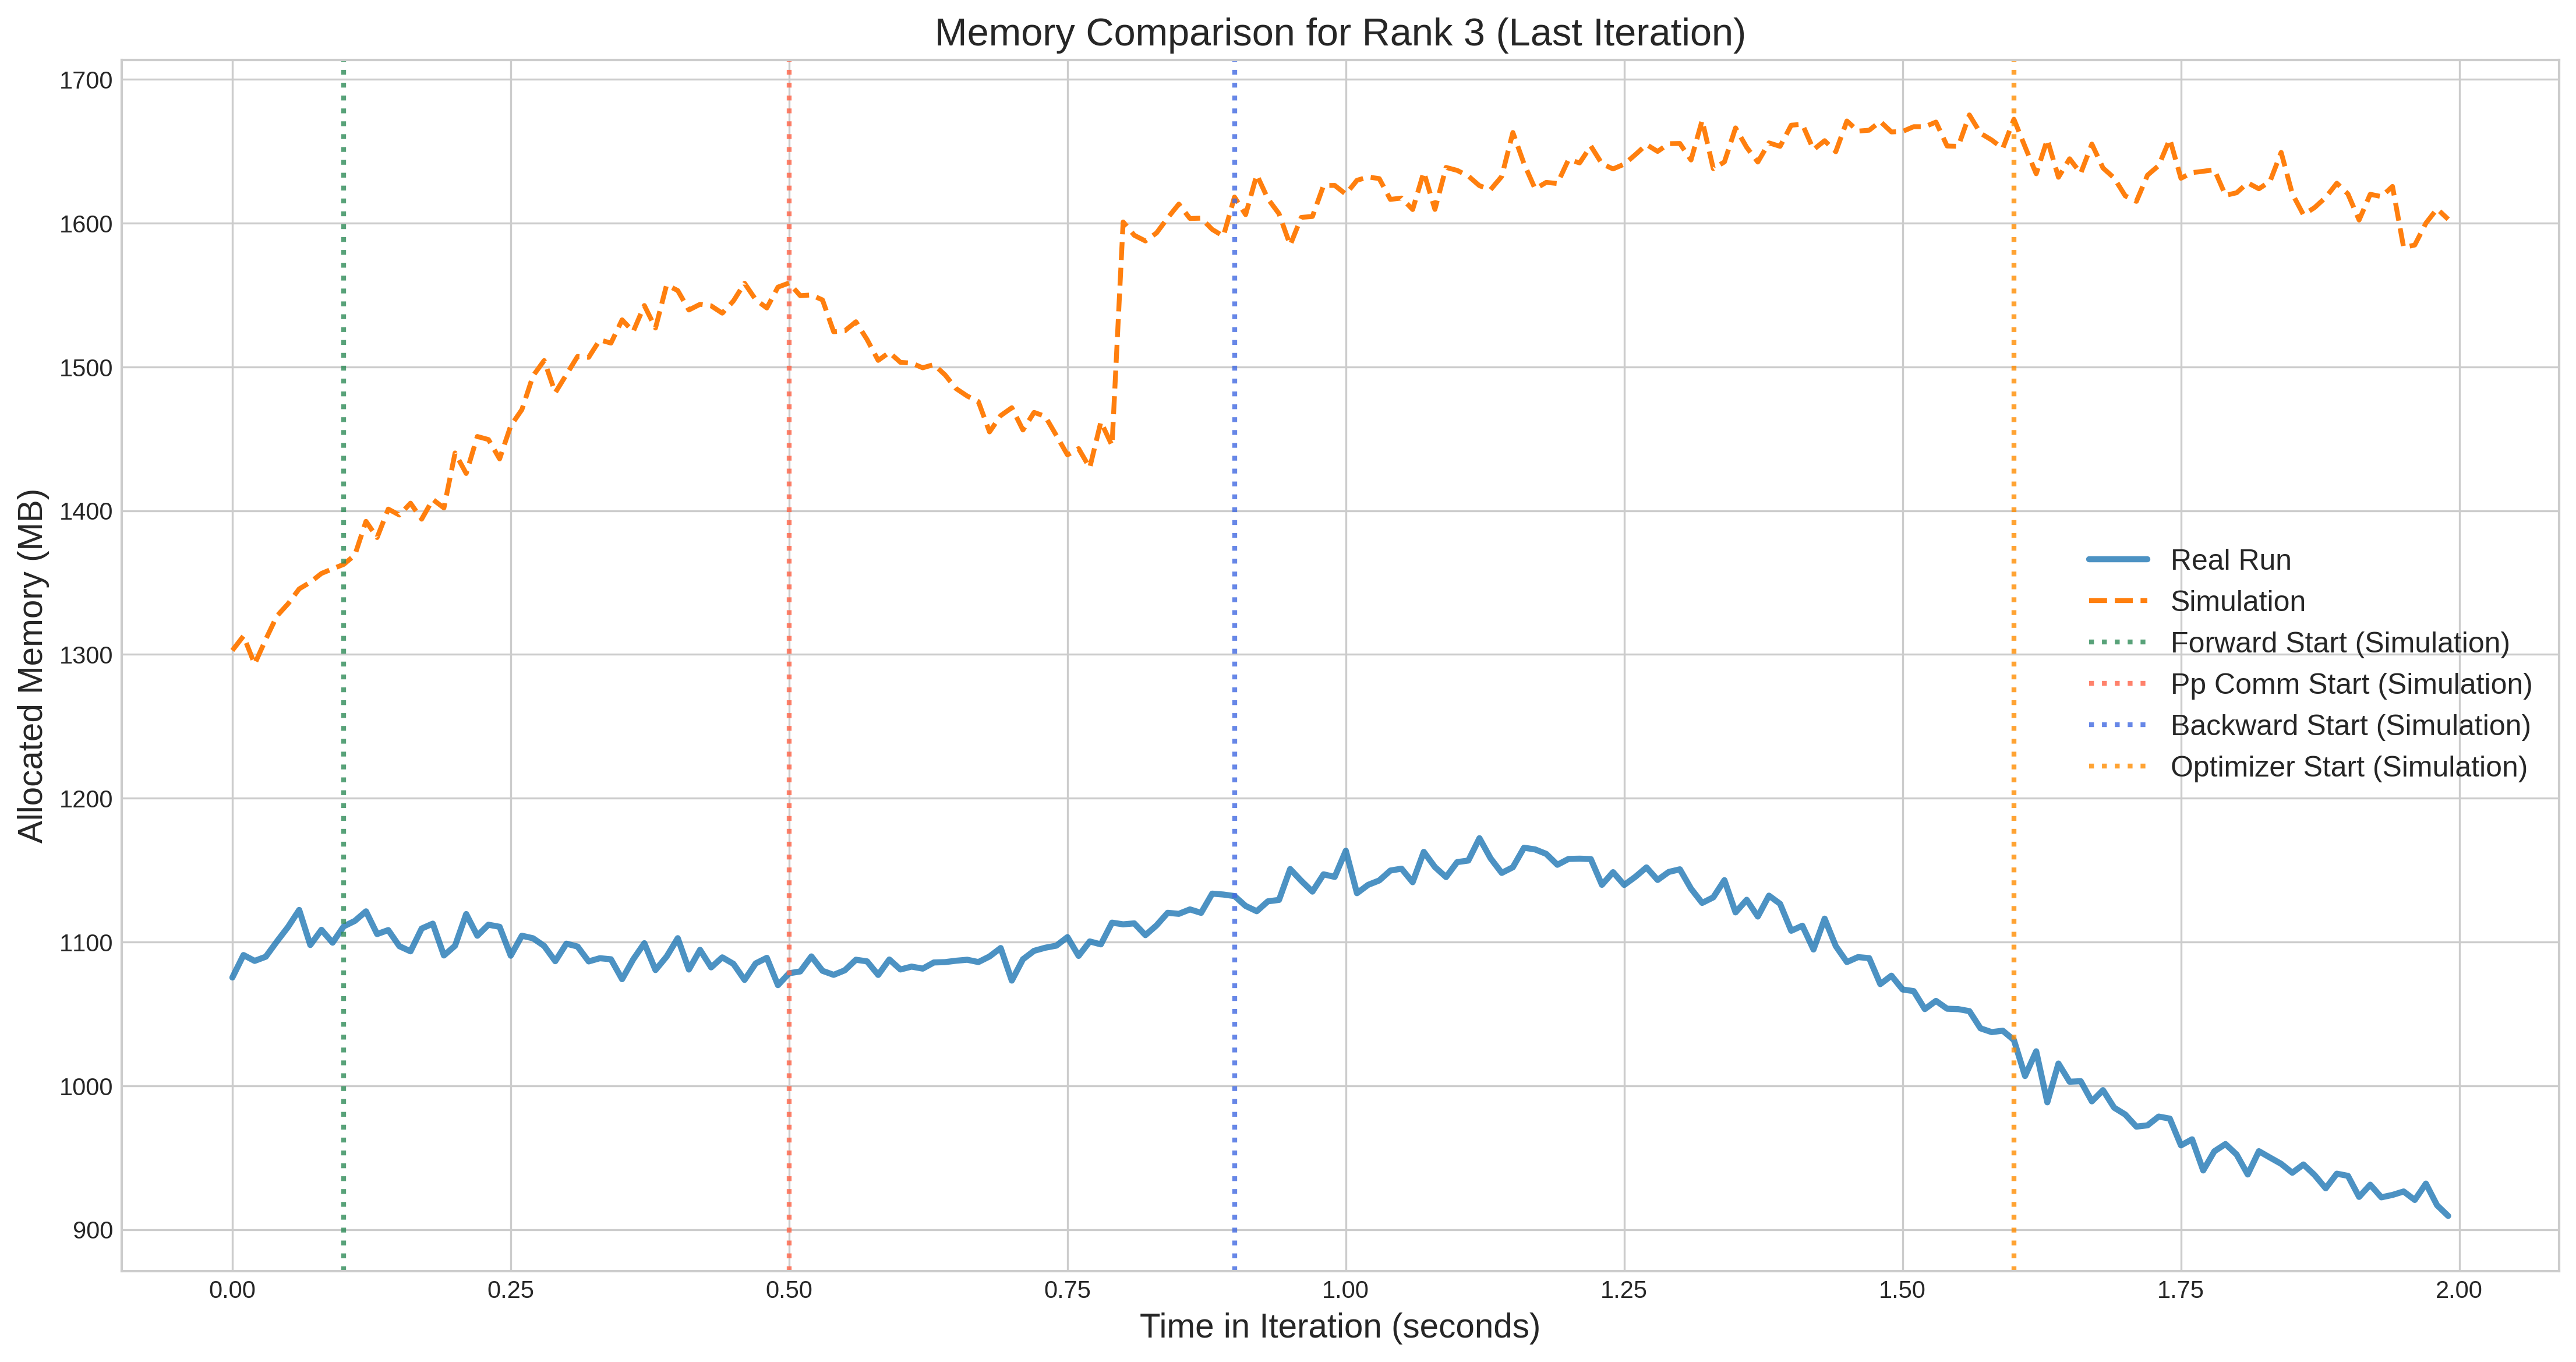 Memory Comparison for Rank 3 (Last Iteration)
Allocated Memory (MB)
1700
1600
1500
1400
1300
1200
1100
1000
900
Real Run
Simulation
Forward Start (Simulation)
Pp Comm Start (Simulation)
Backward Start (Simulation)
Optimizer Start (Simulation)
0.00 0.25 0.50 0.75 1.00 1.25 1.50 1.75 2.00
Time in Iteration (seconds)